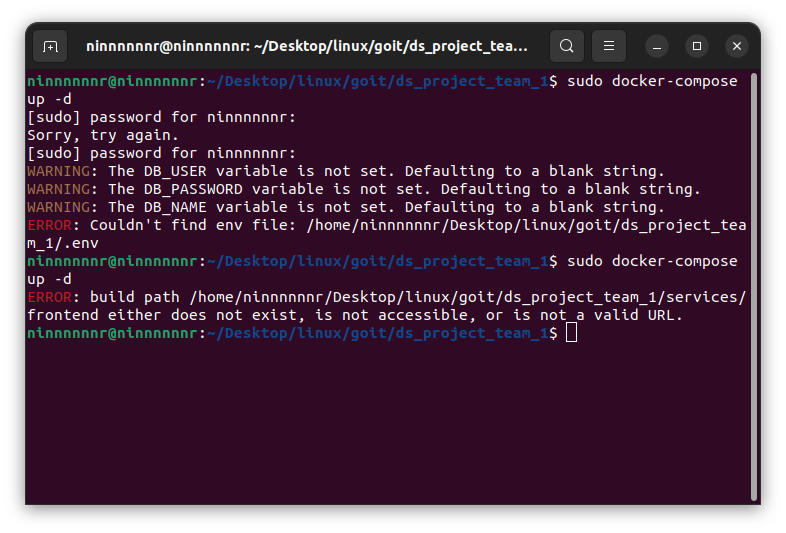 ninnnnnnr@ninnnnnnr: ~/Desktop/linux/goit/ds_project_tea...
ninnnnnnr@ninnnnnnr:~/Desktop/linux/goit/ds_project_team_1$ sudo docker-compose
up -d
[sudo] password for ninnnnnnr:
Sorry, try again.
[sudo] password for ninnnnnnr:
WARNING: The DB_USER variable is not set. Defaulting to a blank string.
WARNING: The DB_PASSWORD variable is not set. Defaulting to a blank string.
WARNING: The DB_NAME variable is not set. Defaulting to a blank string.
ERROR: Couldn't find env file: /home/ninnnnnnr/Desktop/linux/goit/ds_project_tea
m_1/.env
ninnnnnnr@ninnnnnnr:~/Desktop/linux/goit/ds_project_team_1$ sudo docker-compose
up -d
ERROR: build path /home/ninnnnnnr/Desktop/linux/goit/ds_project_team_1/services/
frontend either does not exist, is not accessible, or is not a valid URL.
ninnnnnnr@ninnnnnnr:~/Desktop/linux/goit/ds_project_team_1$